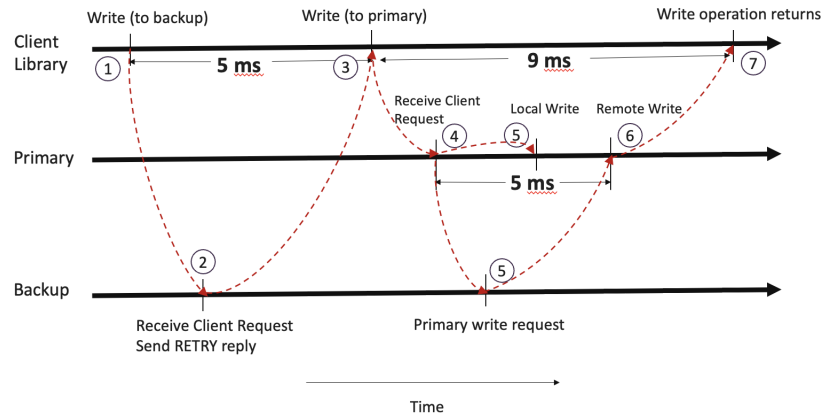 Write (to backup)
Write (to primary)
Write operation returns
Client
Library
1
5 ms
3
9 ms
7
Receive Client
Request
Local Write
Remote Write
4
5
6
Primary
5 ms
2
5
Backup
Receive Client Request
Send RETRY reply
Primary write request
Time